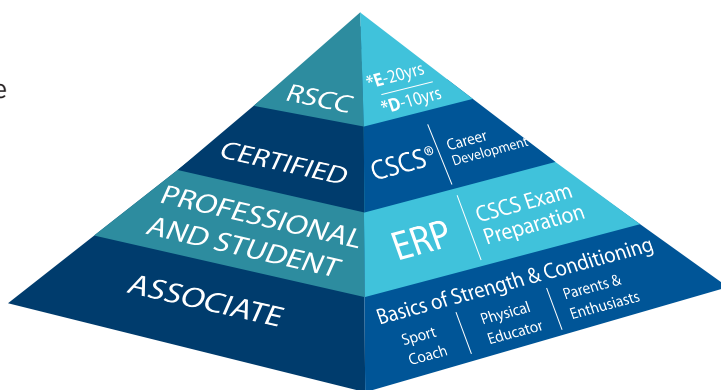 e
RSCC
*E-20yrs
*D-10yrs
CERTIFIED
CSCS®
Career
Development
PROFESSIONAL
AND STUDENT
ERP
CSCS Exam
Preparation
ASSOCIATE
Basics of Strength & Conditioning
Sport
Coach
Physical
Educator
Parents &
Enthusiasts